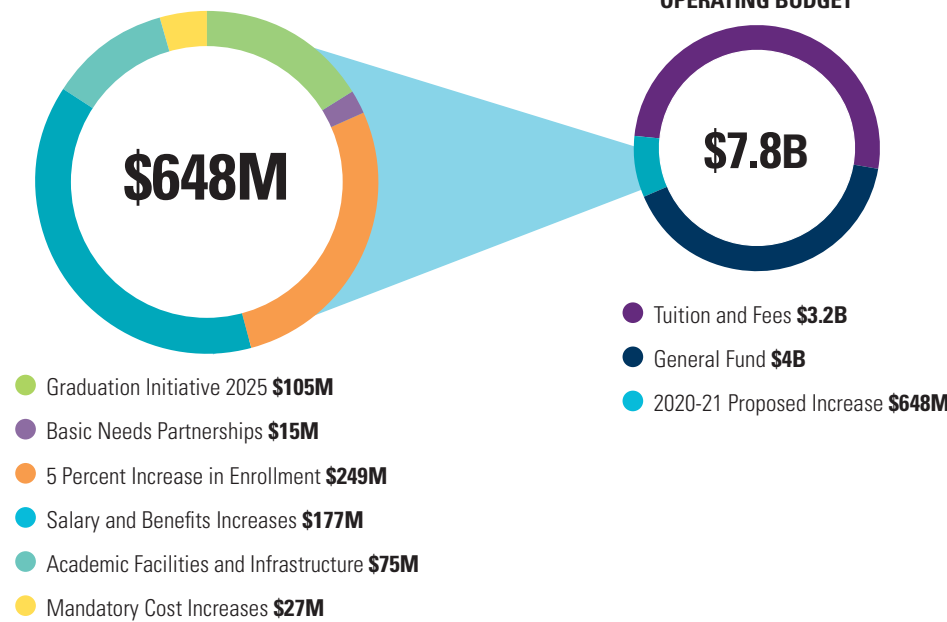 OPERATING BUDGET
$648M
$7.8B
Graduation Initiative 2025 $105M
Basic Needs Partnerships $15M
5 Percent Increase in Enrollment $249M
Salary and Benefits Increases $177M
Academic Facilities and Infrastructure $75M
Mandatory Cost Increases $27M
Tuition and Fees $3.2B
General Fund $4B
2020-21 Proposed Increase $648M